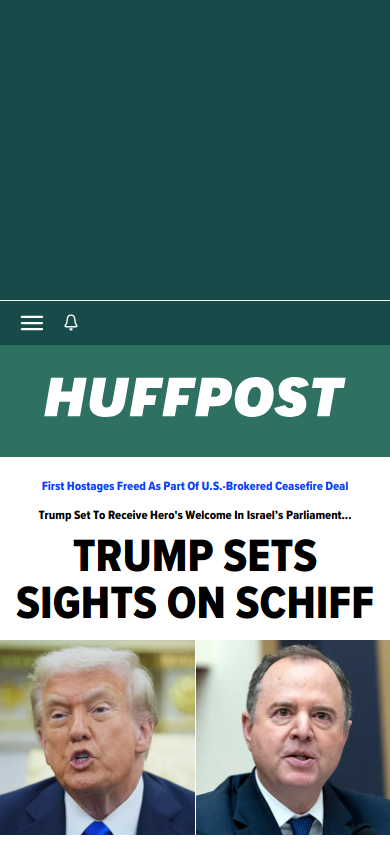 HUFFPOST
First Hostages Freed As Part Of U.S.-Brokered Ceasefire Deal
Trump Set To Receive Hero's Welcome In Israel’s Parliament...
TRUMP SETS
SIGHTS ON SCHIFF